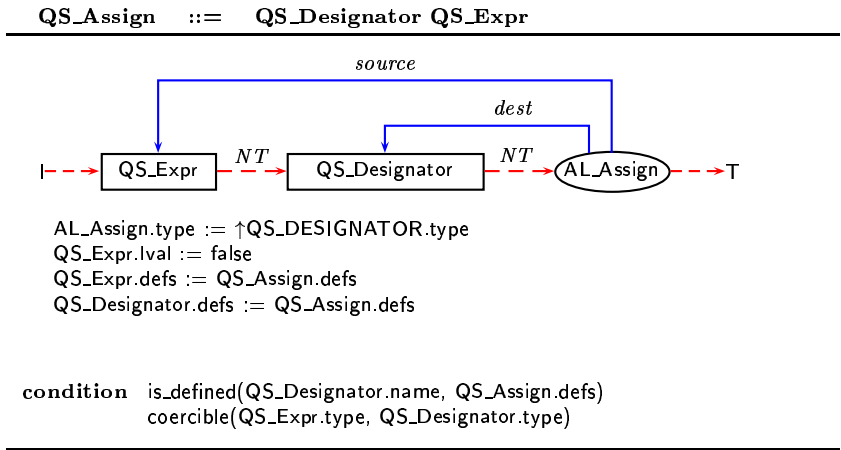 QS_Assign ::= QS_Designator QS_Expr
source
dest
I QS_Expr NT QS_Designator NT AL_Assign T
AL_Assign.type := ↑QS_DESIGNATOR.type
QS_Expr.lval := false
QS_Expr.defs := QS_Assign.defs
QS_Designator.defs := QS_Assign.defs
condition is_defined(QS_Designator.name, QS_Assign.defs)
coercible(QS_Expr.type, QS_Designator.type)